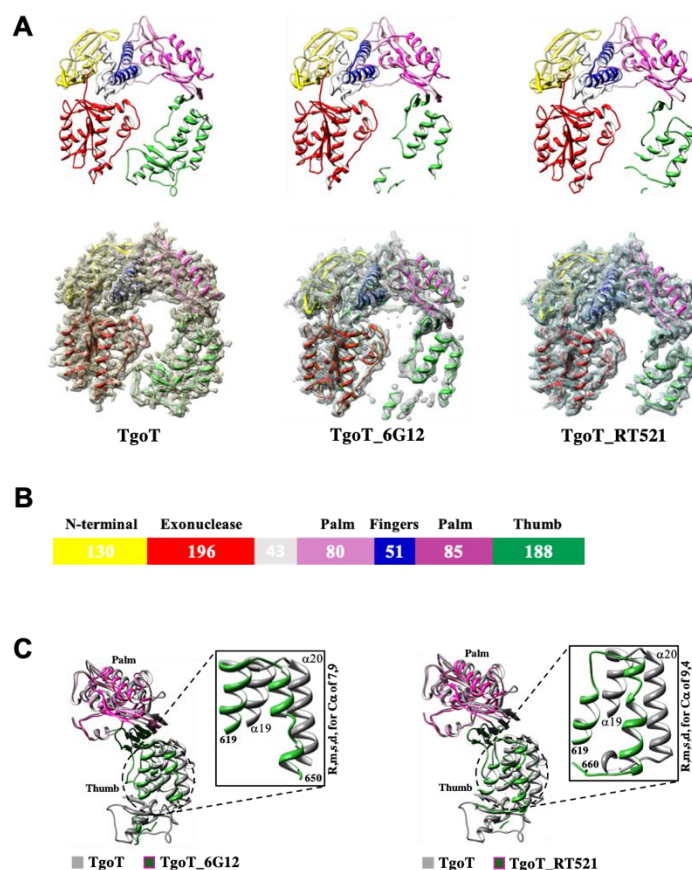 A
TgoT
TgoT_6G12
TgoT_RT521
B
N-terminal Exonuclease Palm Fingers Palm Thumb
130 196 43 80 51 85 188
C
Palm
α20
α19
619
650
R,m,s,d, for Cα of 7,9
Thumb
TgoT TgoT_6G12
Palm
α20
α19
619
660
R,m,s,d, for Cα of 9,4
Thumb
TgoT TgoT_RT521